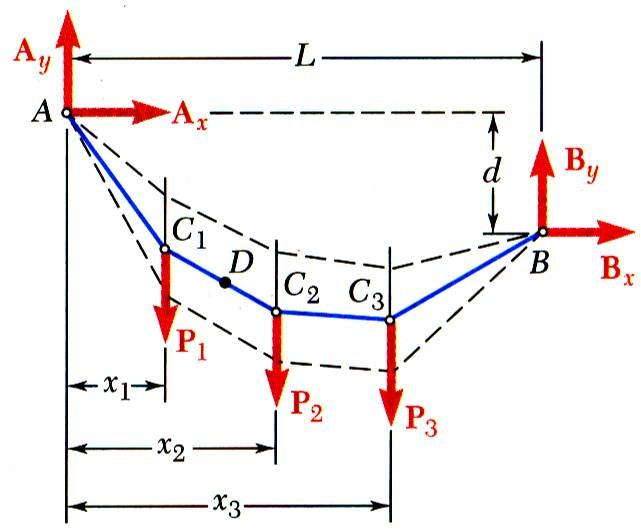 A_y
L
A
A_x
d
B_y
C_1
D
C_2
C_3
B
B_x
P_1
x_1
P_2
P_3
x_2
x_3